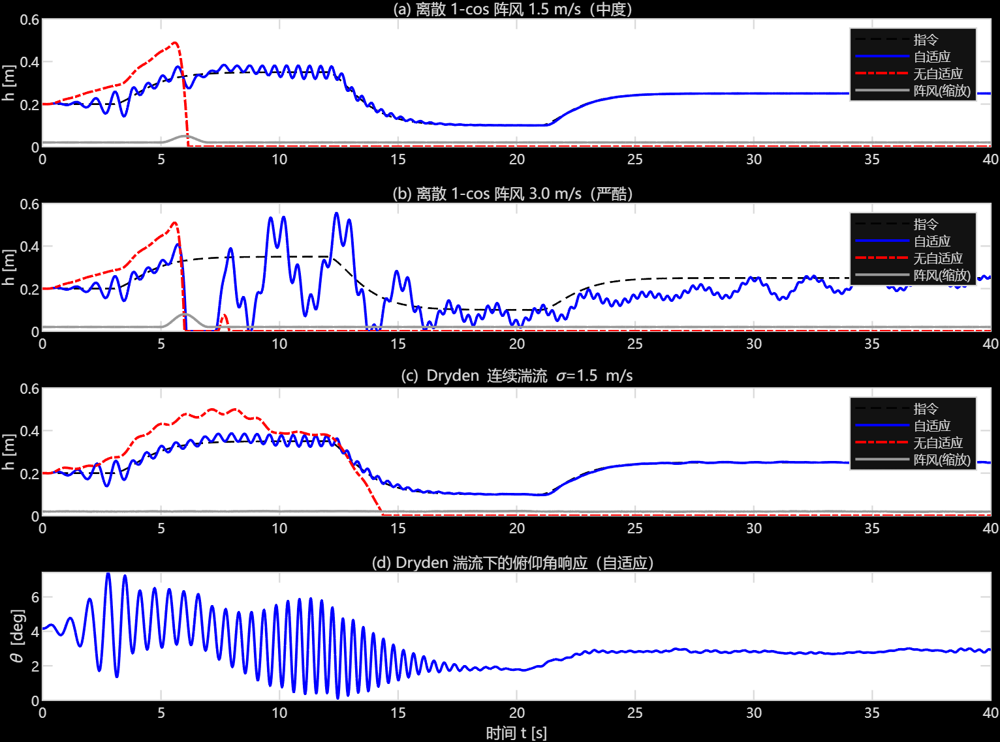 (a) 离散 1-cos 阵风 1.5 m/s（中度）
h [m]
0.6
0.4
0.2
0
指令
自适应
无自适应
阵风(缩放)
0 5 10 15 20 25 30 35 40
(b) 离散 1-cos 阵风 3.0 m/s（严酷）
h [m]
0.6
0.4
0.2
0
指令
自适应
无自适应
阵风(缩放)
0 5 10 15 20 25 30 35 40
(c) Dryden 连续湍流 σ=1.5 m/s
h [m]
0.6
0.4
0.2
0
指令
自适应
无自适应
阵风(缩放)
0 5 10 15 20 25 30 35 40
(d) Dryden 湍流下的俯仰角响应（自适应）
θ [deg]
6
4
2
0
0 5 10 15 20 25 30 35 40
时间 t [s]